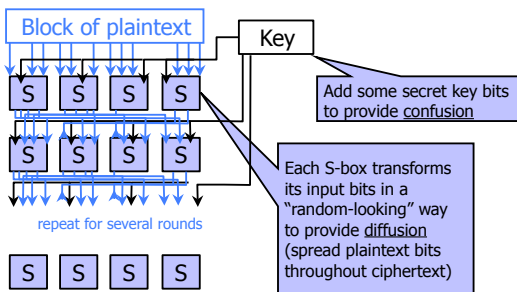 Block of plaintext
Key
S S S S
Add some secret key bits
to provide confusion
S S S S
Each S-box transforms
its input bits in a
“random-looking” way
to provide diffusion
(spread plaintext bits
throughout ciphertext)
repeat for several rounds
S S S S